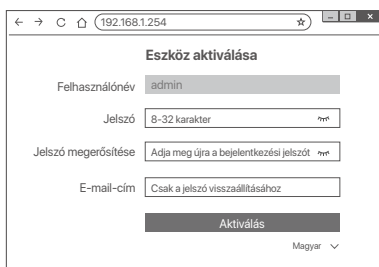 192.168.1.254
Eszköz aktiválása
Felhasználónév admin
Jelszó 8-32 karakter
Jelszó megerősítése Adja meg újra a bejelentkezési jelszót
E-mail-cím Csak a jelszó visszaállításához
Aktiválás
Magyar